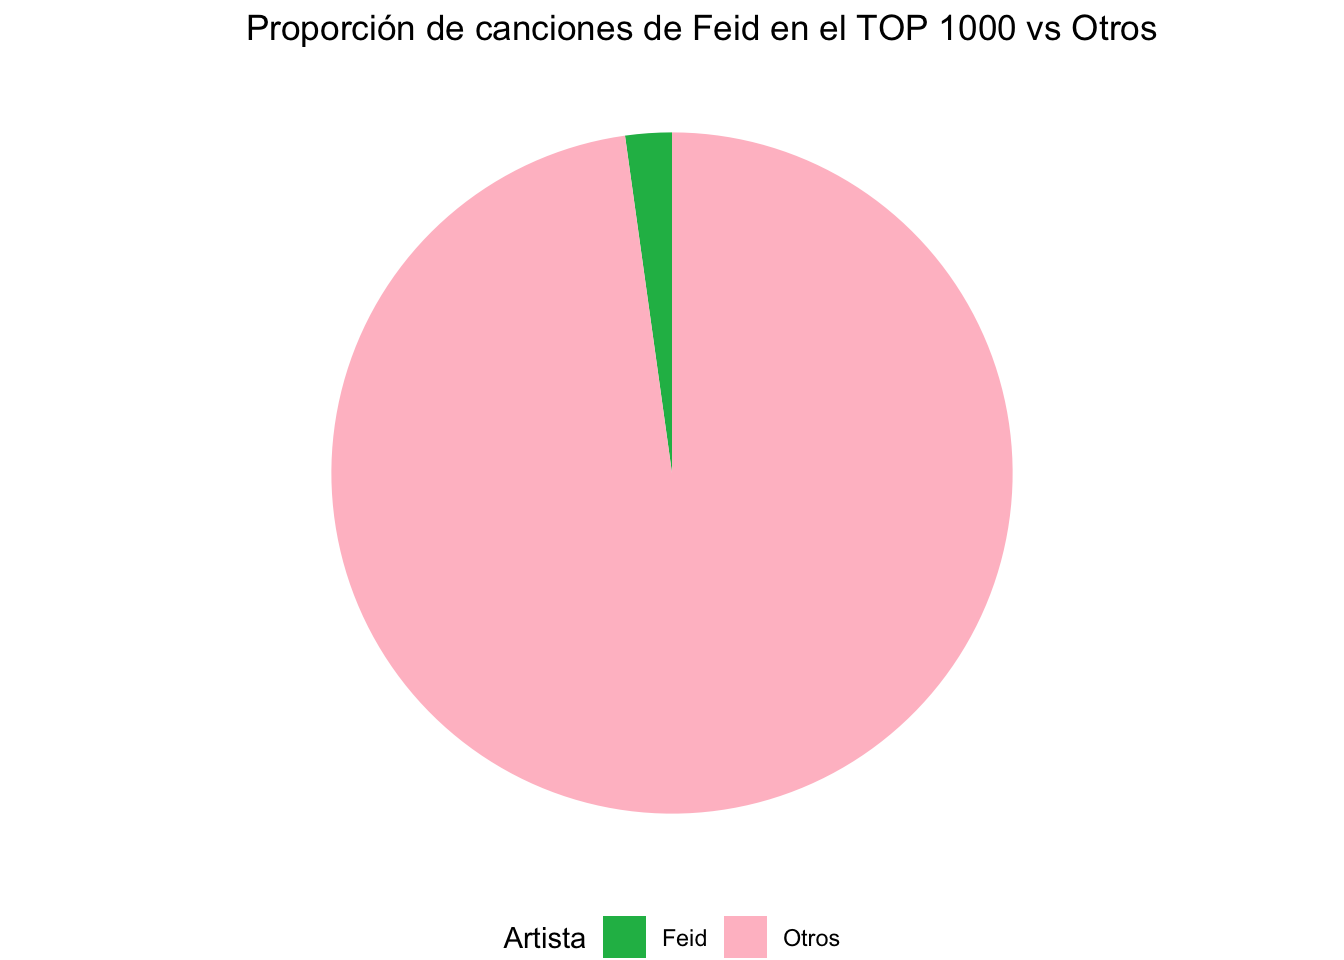 Proporción de canciones de Feid en el TOP 1000 vs Otros
Artista Feid Otros